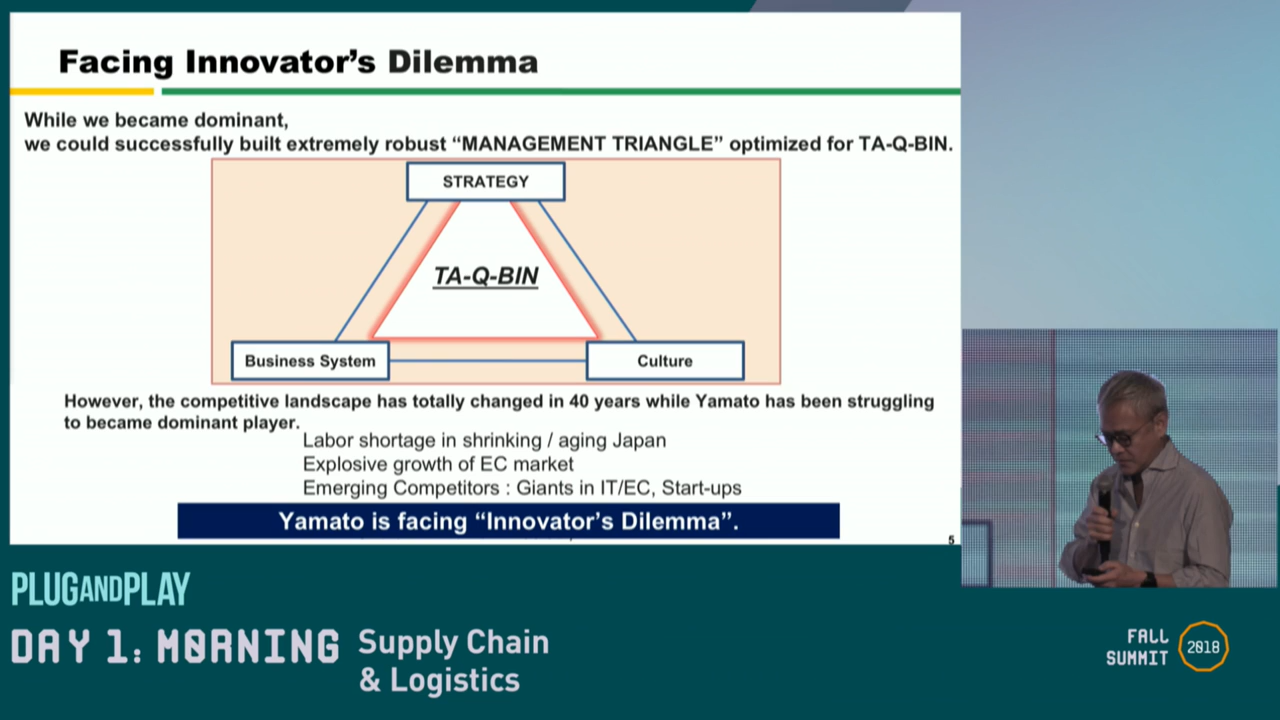 Facing Innovator's Dilemma
While we became dominant,
we could successfully built extremely robust “MANAGEMENT TRIANGLE” optimized for TA-Q-BIN.
STRATEGY
TA-Q-BIN
Business System
Culture
However, the competitive landscape has totally changed in 40 years while Yamato has been struggling
to became dominant player.
Labor shortage in shrinking / aging Japan
Explosive growth of EC market
Emerging Competitors : Giants in IT/EC, Start-ups
Yamato is facing “Innovator's Dilemma”.
5
PLUGANDPLAY
DAY 1: MORNING
Supply Chain
& Logistics
FALL
SUMMIT
2018